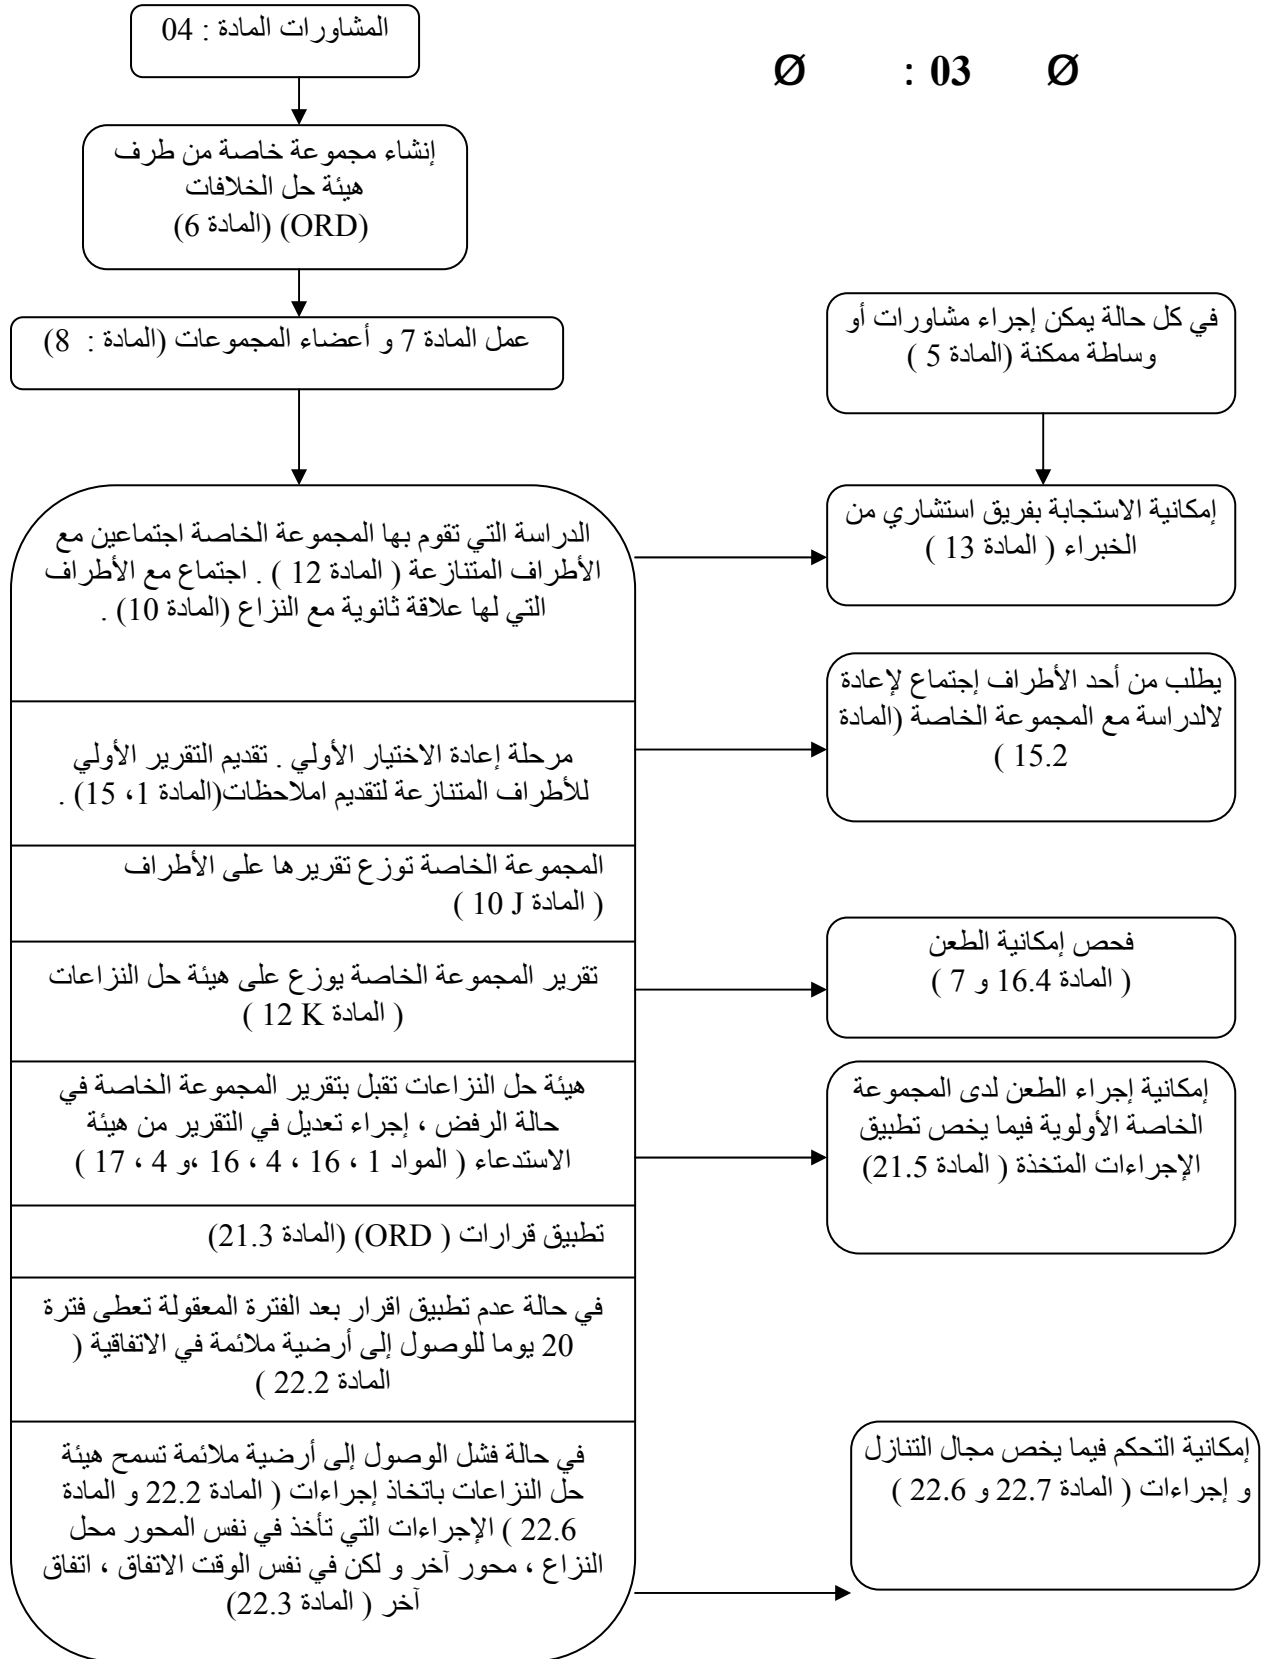 المشاورات المادة : 04
Ø : 03 Ø
إنشاء مجموعة خاصة من طرف
هيئة حل الخلافات
(ORD) (المادة 6)
عمل المادة 7 و أعضاء المجموعات (المادة : 8)
في كل حالة يمكن إجراء مشاورات أو
وساطة ممكنة (المادة 5 )
إمكانية الاستجابة بفريق استشاري من
الخبراء ( المادة 13 )
الدراسة التي تقوم بها المجموعة الخاصة اجتماعين مع
الأطراف المتنازعة ( المادة 12 ) . اجتماع مع الأطراف
التي لها علاقة ثانوية مع النزاع (المادة 10) .
يطلب من أحد الأطراف إجتماع لإعادة
لالدراسة مع المجموعة الخاصة (المادة
15.2 )
مرحلة إعادة الاختيار الأولي . تقديم التقرير الأولي
للأطراف المتنازعة لتقديم املاحظات(المادة 1، 15) .
المجموعة الخاصة توزع تقريرها على الأطراف
( المادة 10 J )
تقرير المجموعة الخاصة يوزع على هيئة حل النزاعات
( المادة 12 K )
فحص إمكانية الطعن
( المادة 16.4 و 7 )
هيئة حل النزاعات تقبل بتقرير المجموعة الخاصة في
حالة الرفض ، إجراء تعديل في التقرير من هيئة
الاستدعاء ( المواد 1 ، 16 ، 4 ، 16 ،و 4 ، 17 )
إمكانية إجراء الطعن لدى المجموعة
الخاصة الأولوية فيما يخص تطبيق
الإجراءات المتخذة ( المادة 21.5)
تطبيق قرارات ( ORD) (المادة 21.3)
في حالة عدم تطبيق اقرار بعد الفترة المعقولة تعطى فترة
20 يوما للوصول إلى أرضية ملائمة في الاتفاقية (
المادة 22.2 )
في حالة فشل الوصول إلى أرضية ملائمة تسمح هيئة
حل النزاعات باتخاذ إجراءات ( المادة 22.2 و المادة
22.6 ) الإجراءات التي تأخذ في نفس المحور محل
النزاع ، محور آخر و لكن في نفس الوقت الاتفاق ، اتفاق
آخر ( المادة 22.3)
إمكانية التحكم فيما يخص مجال التنازل
و إجراءات ( المادة 22.7 و 22.6 )